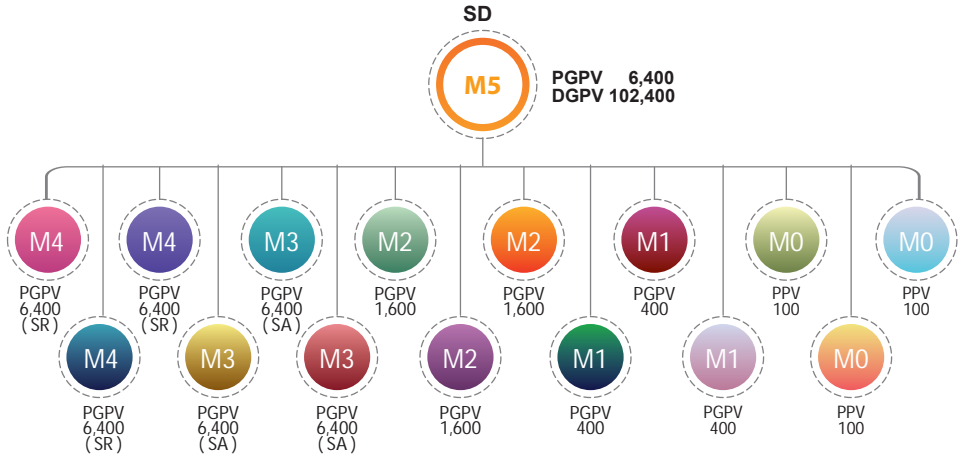 SD
M5
PGPV 6,400
DGPV 102,400
M4
M4
M3
M2
M2
M1
M0
M0
PGPV
6,400
( SR )
PGPV
6,400
( SR )
PGPV
6,400
( SA )
PGPV
1,600
PGPV
1,600
PGPV
400
PPV
100
PPV
100
M4
M3
M3
M2
M1
M1
M0
PGPV
6,400
( SR )
PGPV
6,400
( SA )
PGPV
6,400
( SA )
PGPV
1,600
PGPV
400
PGPV
400
PPV
100